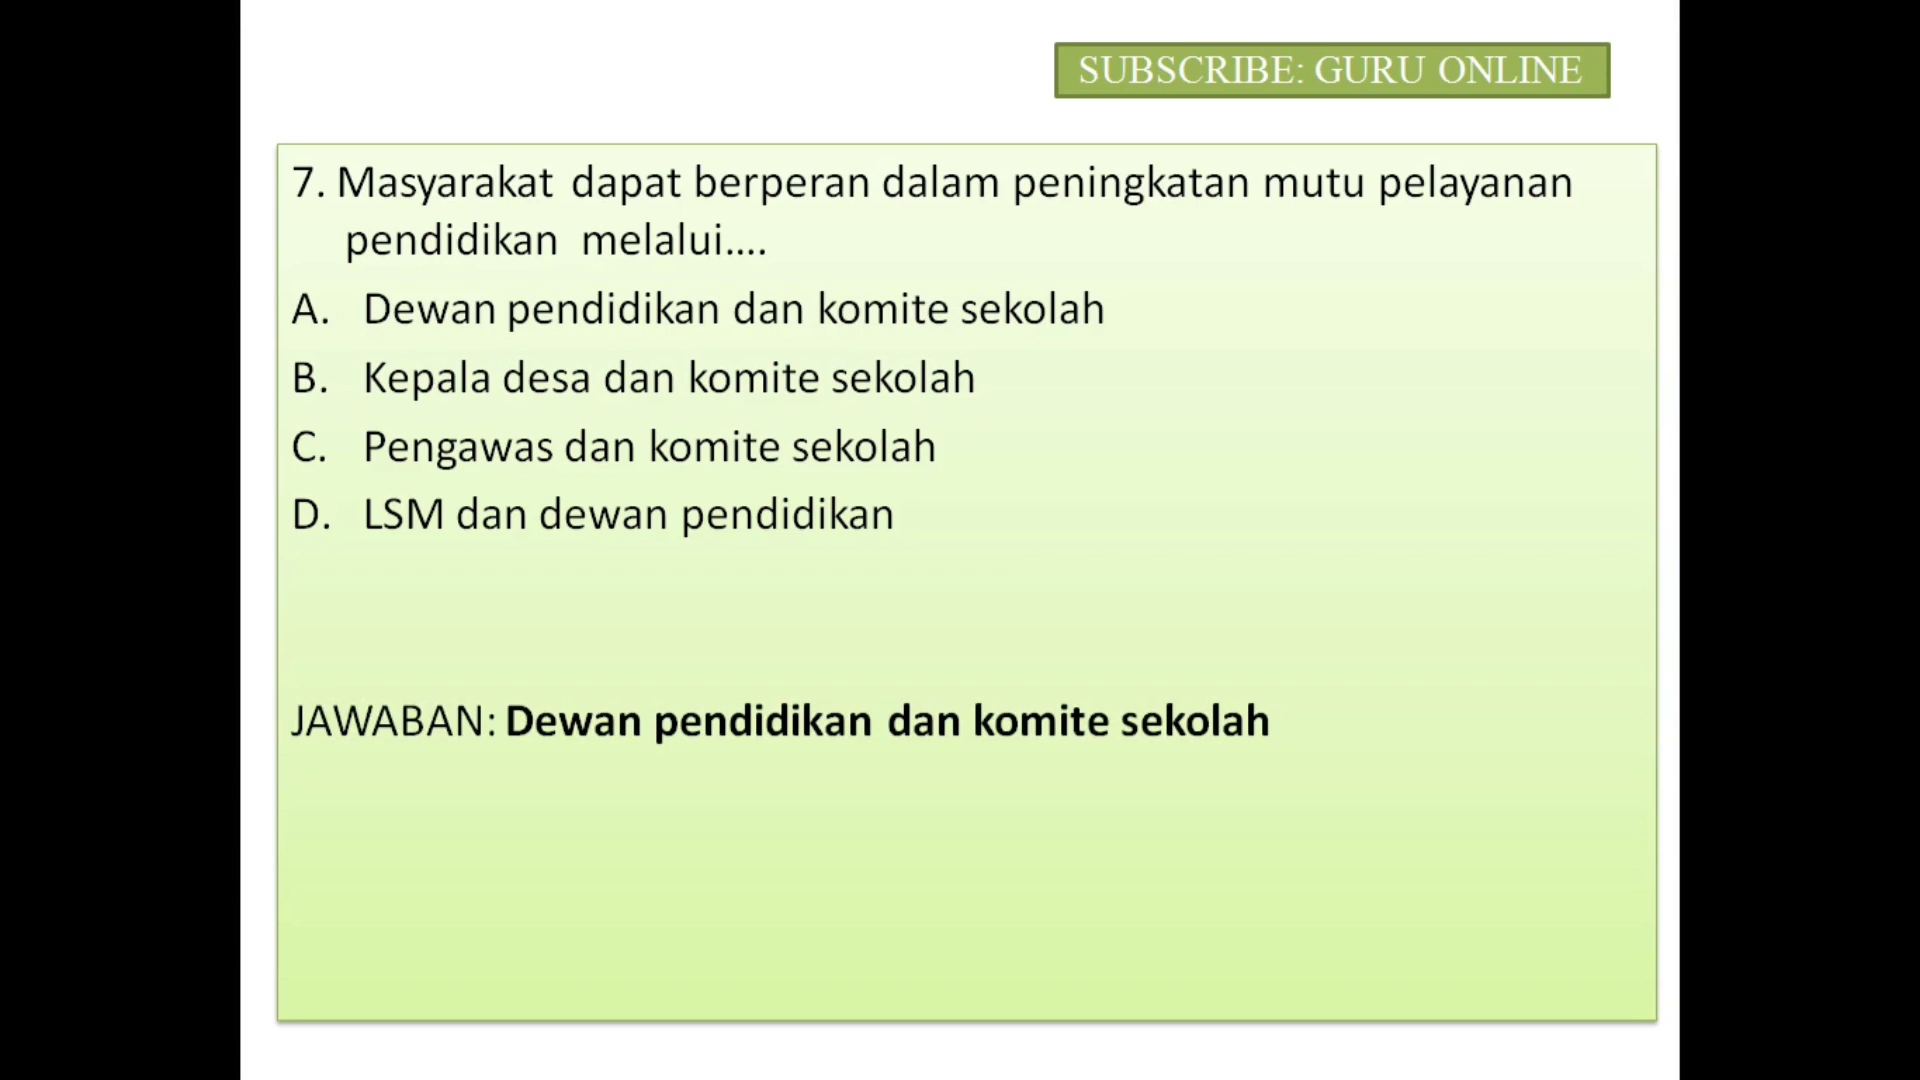 SUBSCRIBE: GURU ONLINE
7. Masyarakat dapat berperan dalam peningkatan mutu pelayanan
pendidikan melalui....
A. Dewan pendidikan dan komite sekolah
B. Kepala desa dan komite sekolah
C. Pengawas dan komite sekolah
D. LSM dan dewan pendidikan
JAWABAN: Dewan pendidikan dan komite sekolah